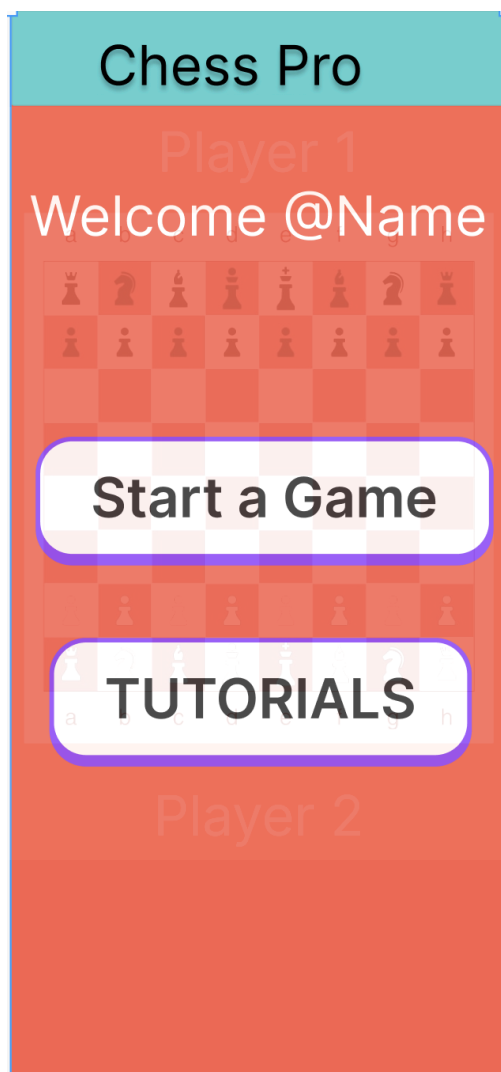 Chess Pro
Player 1
Welcome @Name
a b c d e f g h
Start a Game
TUTORIALS
a b c d e f g h
Player 2